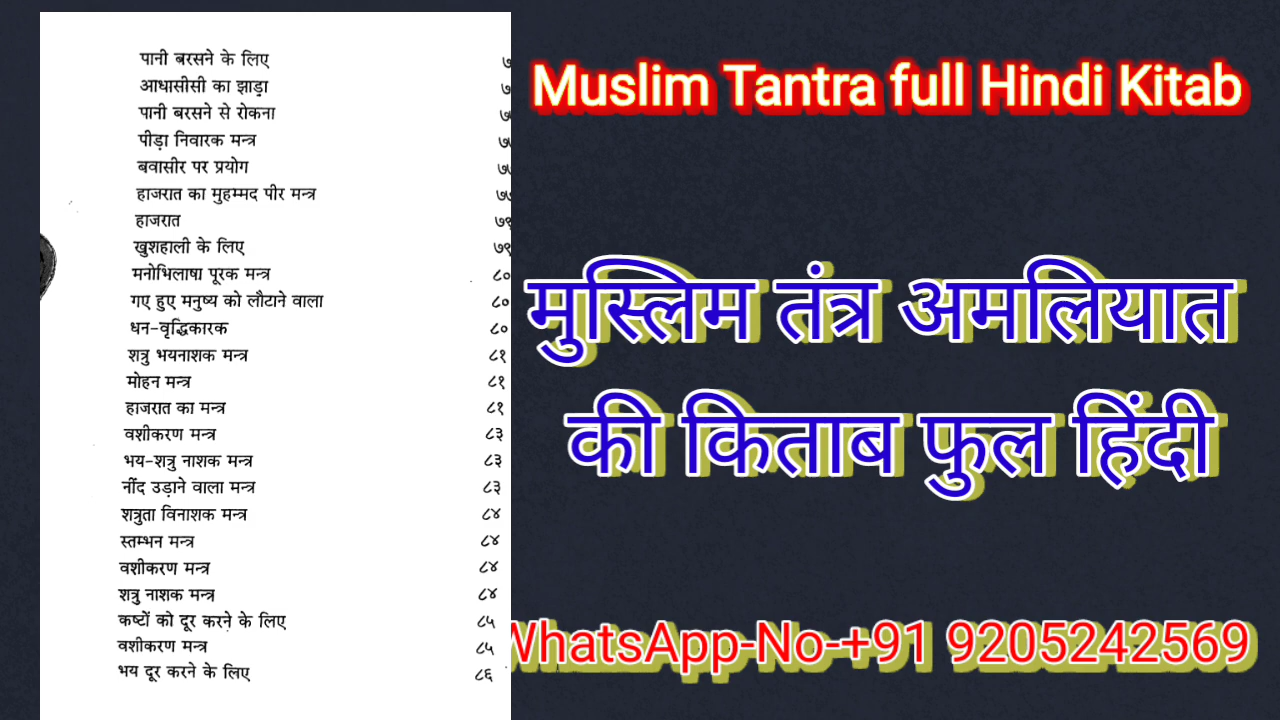 पानी बरसने के लिए
आधासीसी का झाड़ा
पानी बरसने से रोकना
पीड़ा निवारक मन्त्र
बवासीर पर प्रयोग
हाजरात का मुहम्मद पीर मन्त्र
हाजरात ७९
खुशहाली के लिए ७९
मनोभिलाषा पूरक मन्त्र ८०
गए हुए मनुष्य को लौटाने वाला ८०
धन-वृद्धिकारक ८०
शत्रु भयनाशक मन्त्र ८१
मोहन मन्त्र ८१
हाजरात का मन्त्र ८१
वशीकरण मन्त्र ८३
भय-शत्रु नाशक मन्त्र ८३
नींद उड़ाने वाला मन्त्र ८३
शत्रुता विनाशक मन्त्र ८४
स्तम्भन मन्त्र ८४
वशीकरण मन्त्र ८४
शत्रु नाशक मन्त्र ८४
कष्टों को दूर करने के लिए ८५
वशीकरण मन्त्र ८५
भय दूर करने के लिए ८६
Muslim Tantra full Hindi Kitab
मुस्लिम तंत्र अमलियात
की किताब फुल हिंदी
WhatsApp-No-+91 9205242569